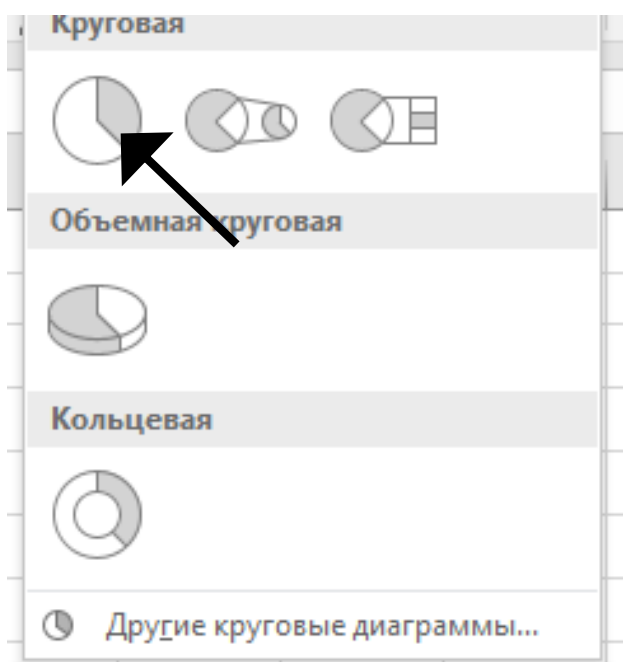 Круговая
Объемная круговая
Кольцевая
Другие круговые диаграммы...